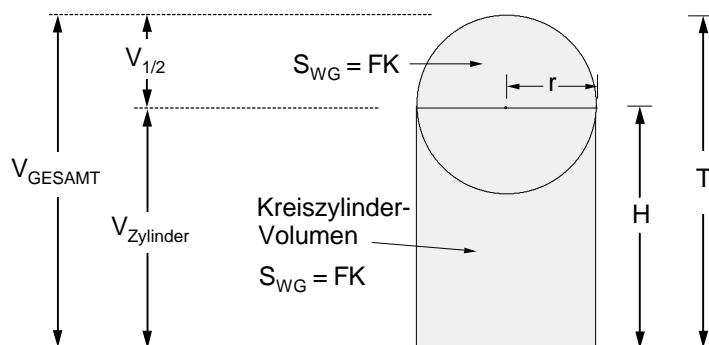 V1/2
SWG = FK
r
VGESAMT
T
H
VZylinder
Kreiszylinder-
Volumen
SWG = FK